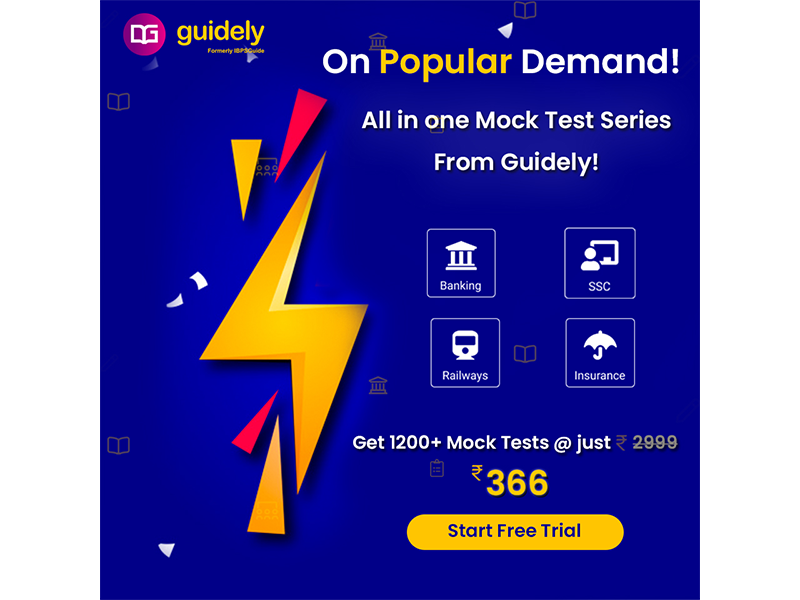 guidely
Formerly IBPSGuide
On Popular Demand!
All in one Mock Test Series
From Guidely!
Banking
SSC
Railways
Insurance
Get 1200+ Mock Tests @ just ₹ 2999
₹366
Start Free Trial